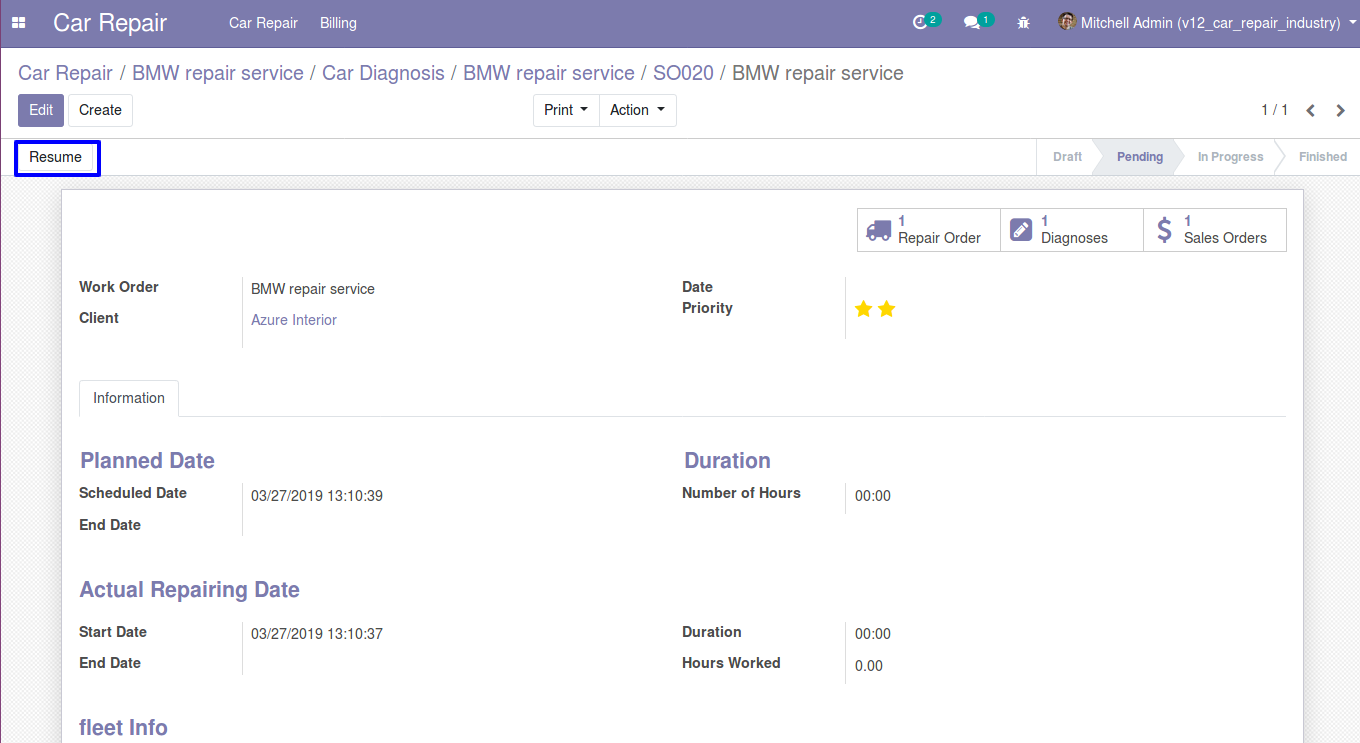 Car Repair Car Repair Billing 2 1 Mitchell Admin (v12_car_repair_industry)
Car Repair / BMW repair service / Car Diagnosis / BMW repair service / SO020 / BMW repair service
Edit Create Print Action 1 / 1
Resume Draft Pending In Progress Finished
1 1 1
Repair Order Diagnoses Sales Orders
Work Order BMW repair service Date
Client Azure Interior Priority
Information
Planned Date Duration
Scheduled Date 03/27/2019 13:10:39 Number of Hours 00:00
End Date
Actual Repairing Date
Start Date 03/27/2019 13:10:37 Duration 00:00
End Date Hours Worked 0.00
fleet Info